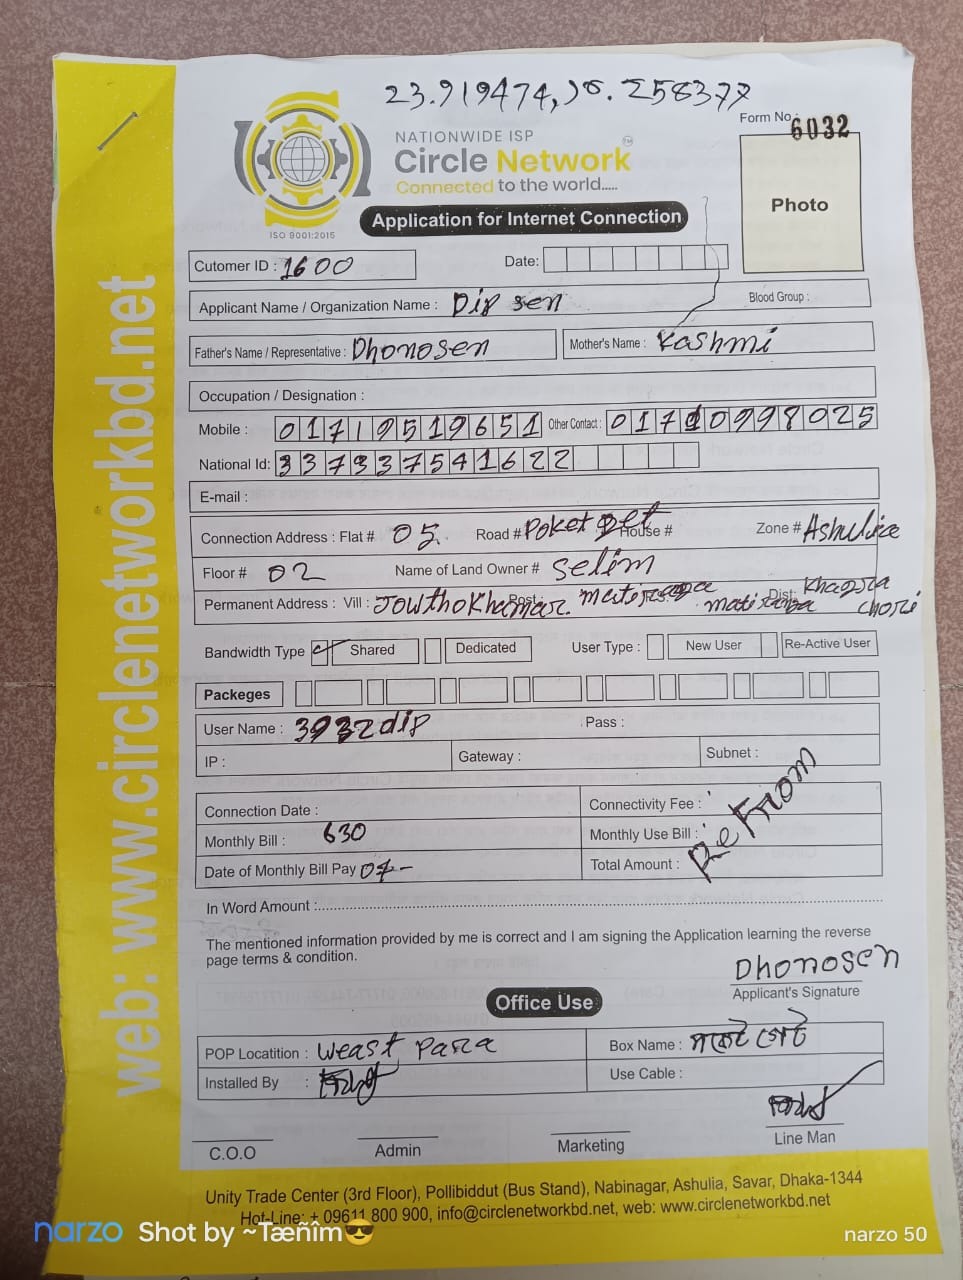 23.919474,
Form No. 6032
NATIONWIDE ISP
Circle Network™
Connected to the world.....
ISO 9001:2015
Application for Internet Connection
Photo
Cutomer ID : 1600 Date:
Applicant Name / Organization Name : Dip sen Blood Group :
Father's Name / Representative : Dhonosen Mother's Name : Kashmi
Occupation / Designation :
Mobile : 01719519651 Other Contact : 01710998025
National Id:
E-mail :
Connection Address : Flat # 05. Road # Poket get House # Zone # Ashulia
Floor # 02 Name of Land Owner # Selim
Permanent Address : Vill : JowthoKhamar. Post: Dist:
Bandwidth Type Shared Dedicated User Type : New User Re-Active User
Packeges
User Name : Pass :
IP : Gateway : Subnet :
Connection Date : Connectivity Fee :
Monthly Bill : 630 Monthly Use Bill :
Date of Monthly Bill Pay 07- Total Amount :
ReFrom
In Word Amount :
The mentioned information provided by me is correct and I am signing the Application learning the reverse
page terms & condition.
Dhonosen
Applicant's Signature
Office Use
POP Locatition : Weast para Box Name :
Installed By : Use Cable :
C.O.O Admin Marketing Line Man
Unity Trade Center (3rd Floor), Pollibiddut (Bus Stand), Nabinagar, Ashulia, Savar, Dhaka-1344
Hot-Line: + 09611 800 900, info@circlenetworkbd.net, web: www.circlenetworkbd.net
web: www.circlenetworkbd.net
narzo Shot by ~Tæñîm😎 narzo 50